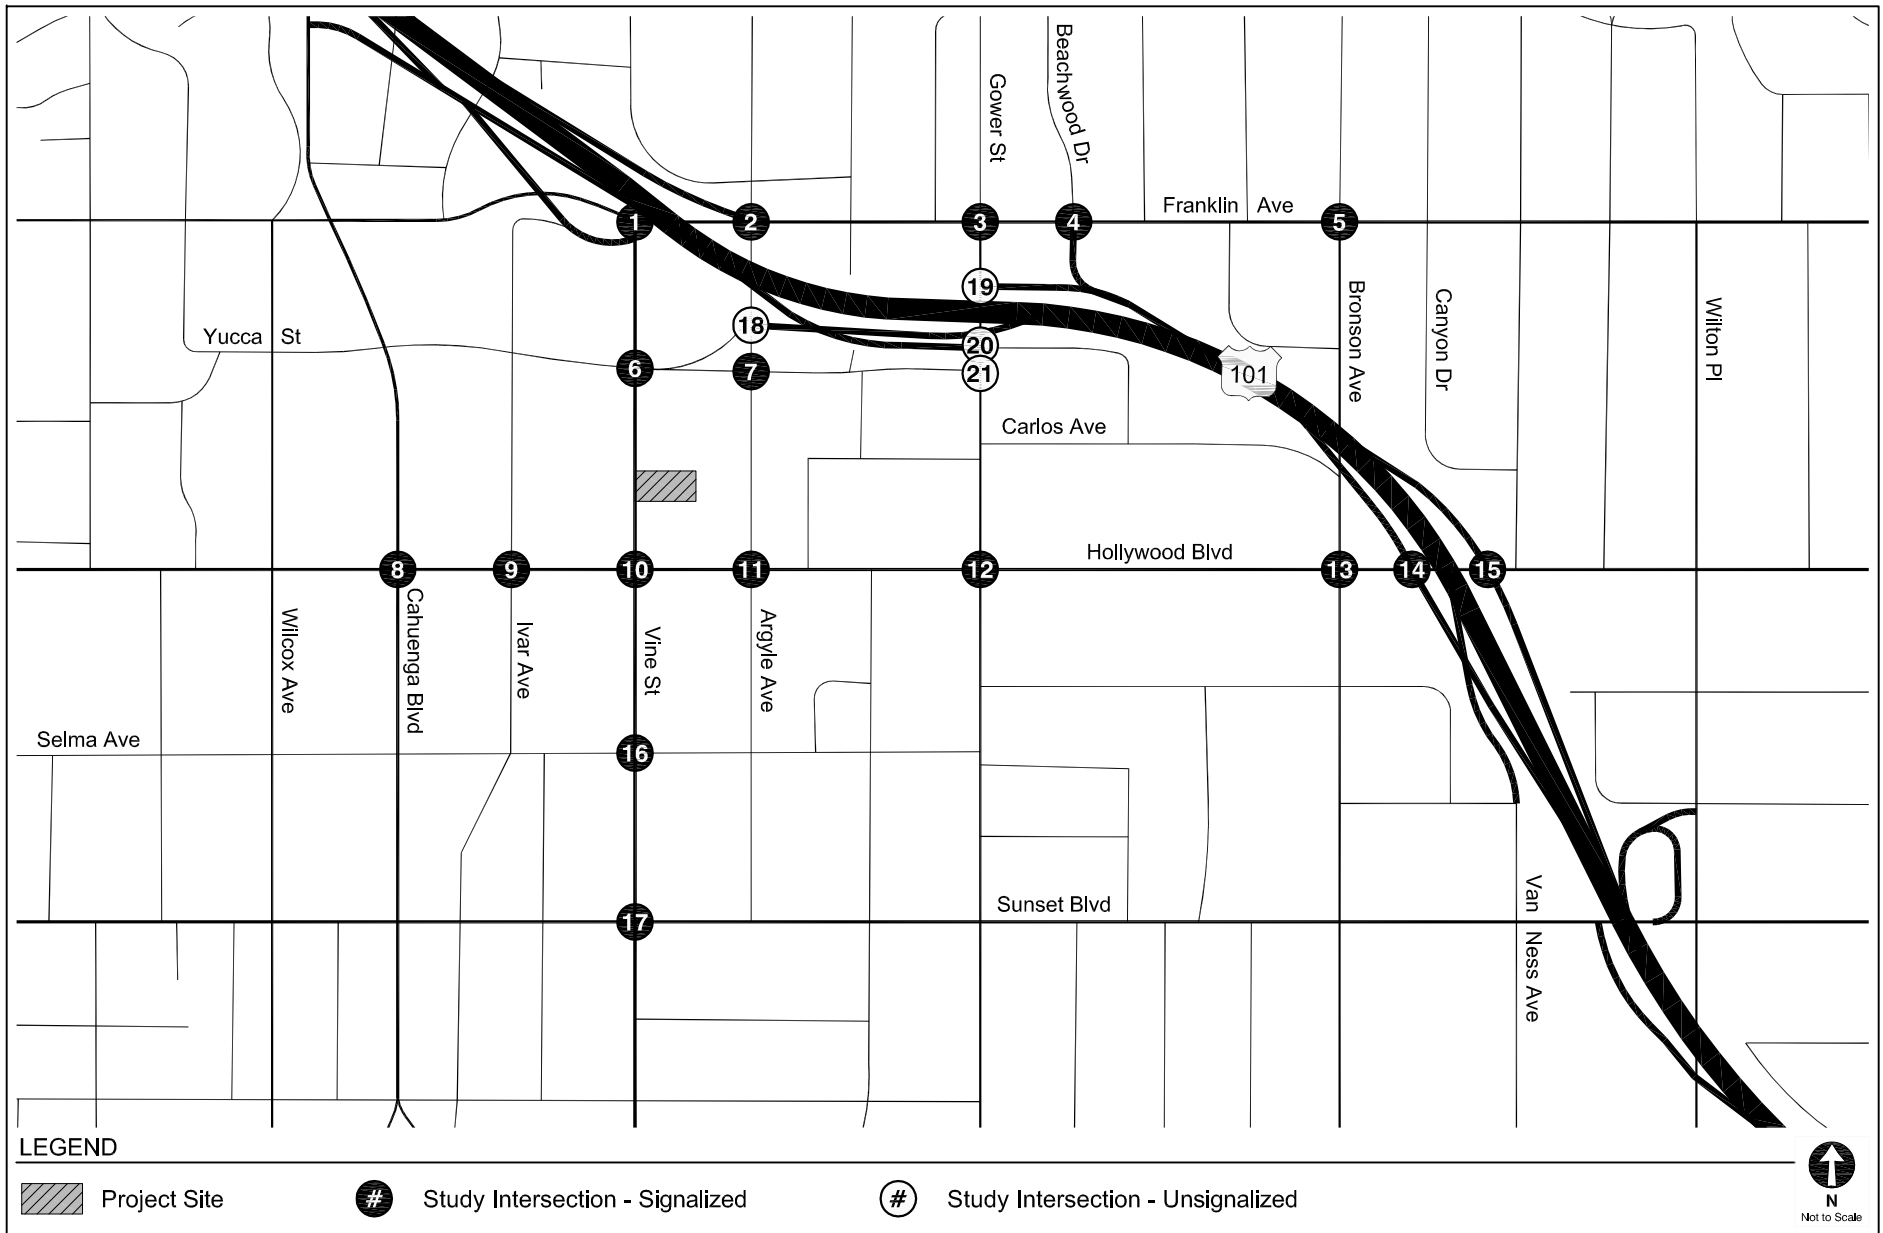 Gower St
Beachwood Dr
Franklin Ave
1
2
3
4
5
19
18
Yucca St
20
6
7
21
101
Bronson Ave
Canyon Dr
Wilton Pl
Carlos Ave
Hollywood Blvd
8
9
10
11
12
13
14
15
Wilcox Ave
Cahuenga Blvd
Ivar Ave
Vine St
Argyle Ave
Selma Ave
16
Sunset Blvd
17
Van Ness Ave
LEGEND
Project Site
# Study Intersection - Signalized
# Study Intersection - Unsignalized
N
Not to Scale